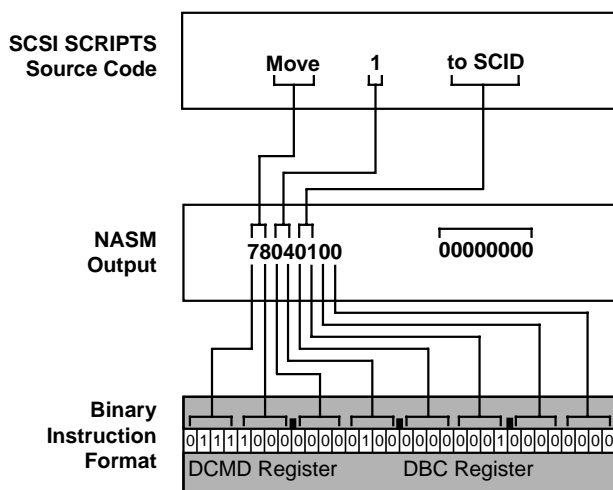 SCSI SCRIPTS
Source Code
Move 1 to SCID
NASM
Output
78040100 00000000
Binary
Instruction
Format
01111000000001000000000100000000
DCMD Register DBC Register